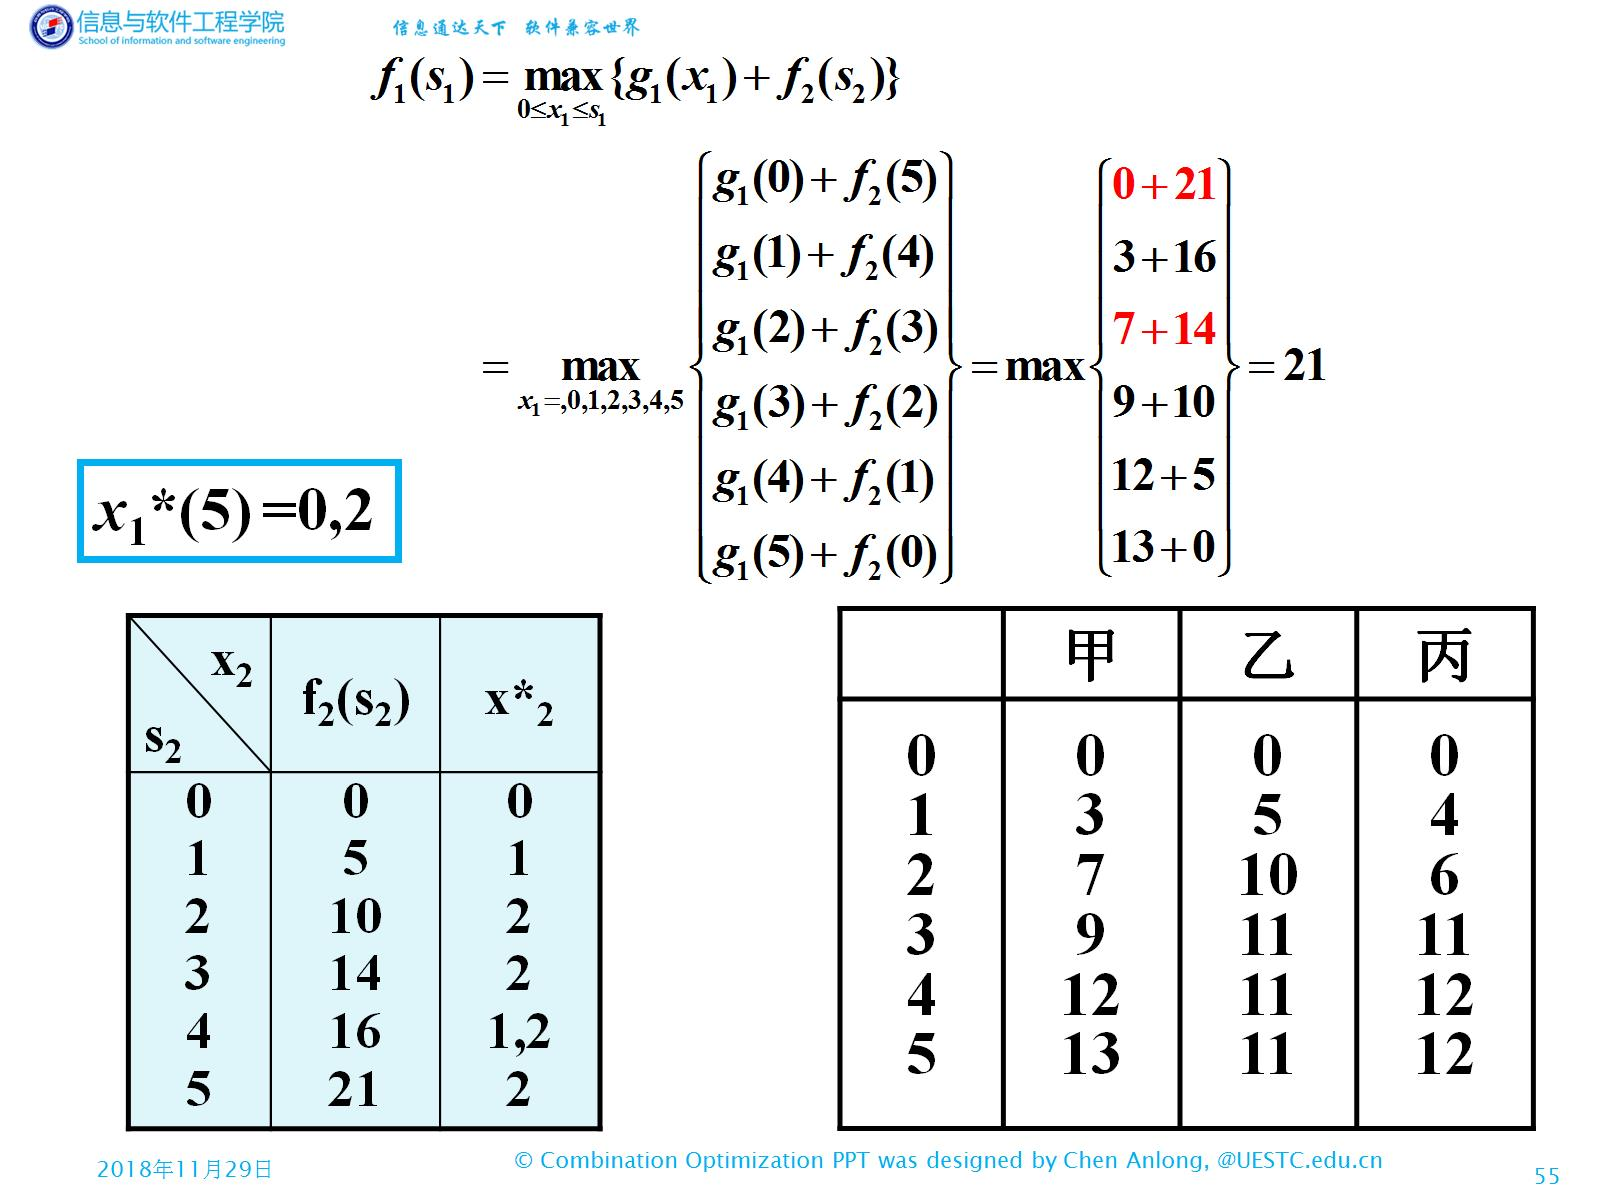 信息与软件工程学院
School of information and software engineering
信息通达天下 软件兼容世界
f₁(s₁) = max{g₁(x₁) + f₂(s₂)}
0≤x₁≤s₁
g₁(0) + f₂(5)
g₁(1) + f₂(4)
g₁(2) + f₂(3)
g₁(3) + f₂(2)
g₁(4) + f₂(1)
g₁(5) + f₂(0)
= max
x₁=,0,1,2,3,4,5
= max
0+21
3+16
7+14
9+10
12+5
13+0
= 21
x₁*(5) =0,2
x₂ s₂ f₂(s₂) x*₂
0 0 0
1 5 1
2 10 2
3 14 2
4 16 1,2
5 21 2
甲 乙 丙
0 0 0 0
1 3 5 4
2 7 10 6
3 9 11 11
4 12 11 12
5 13 11 12
2018年11月29日
© Combination Optimization PPT was designed by Chen Anlong, @UESTC.edu.cn
55